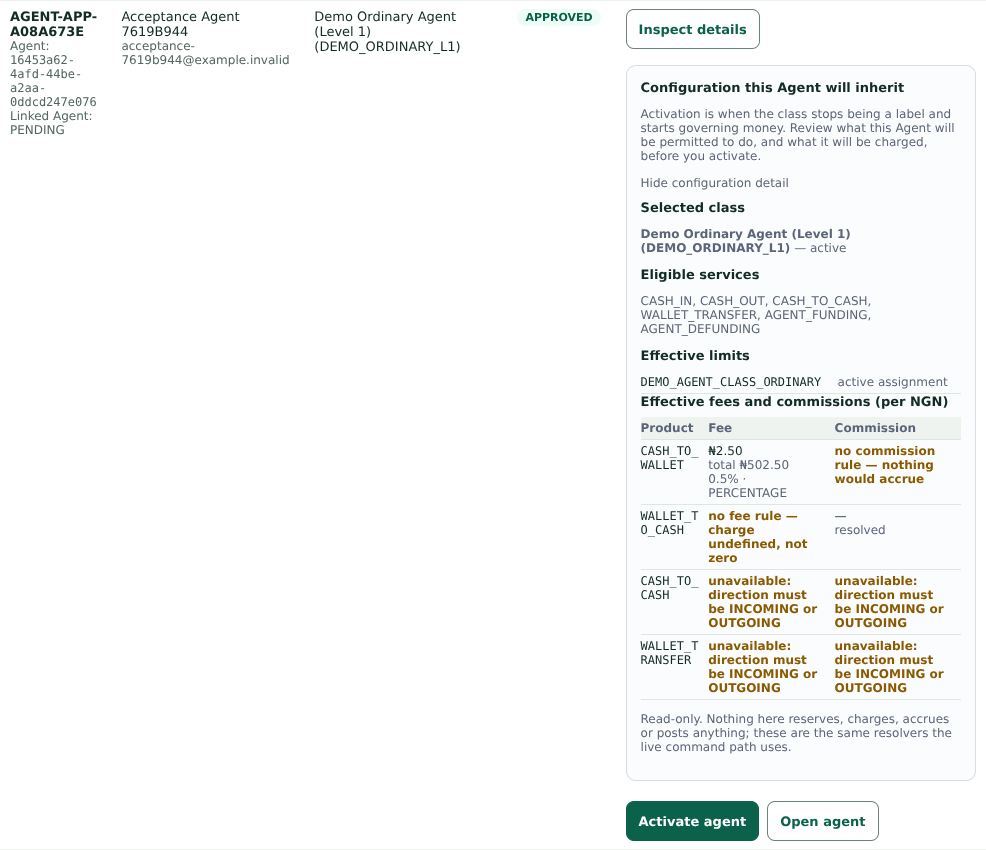 AGENT-APP-
A08A673E
Agent:
16453a62-
4afd-44be-
a2aa-
0ddcd247e076
Linked Agent:
PENDING
Acceptance Agent
7619B944
acceptance-
7619b944@example.invalid
Demo Ordinary Agent
(Level 1)
(DEMO_ORDINARY_L1)
APPROVED
Inspect details
Configuration this Agent will inherit
Activation is when the class stops being a label and
starts governing money. Review what this Agent will
be permitted to do, and what it will be charged,
before you activate.
Hide configuration detail
Selected class
Demo Ordinary Agent (Level 1)
(DEMO_ORDINARY_L1) — active
Eligible services
CASH_IN, CASH_OUT, CASH_TO_CASH,
WALLET_TRANSFER, AGENT_FUNDING,
AGENT_DEFUNDING
Effective limits
DEMO_AGENT_CLASS_ORDINARY active assignment
Effective fees and commissions (per NGN)
Product Fee Commission
CASH_TO_
WALLET
₦2.50
total ₦502.50
0.5% ·
PERCENTAGE
no commission
rule — nothing
would accrue
WALLET_T
O_CASH
no fee rule —
charge
undefined, not
zero
—
resolved
CASH_TO_
CASH
unavailable:
direction must
be INCOMING or
OUTGOING
unavailable:
direction must
be INCOMING or
OUTGOING
WALLET_T
RANSFER
unavailable:
direction must
be INCOMING or
OUTGOING
unavailable:
direction must
be INCOMING or
OUTGOING
Read-only. Nothing here reserves, charges, accrues
or posts anything; these are the same resolvers the
live command path uses.
Activate agent
Open agent